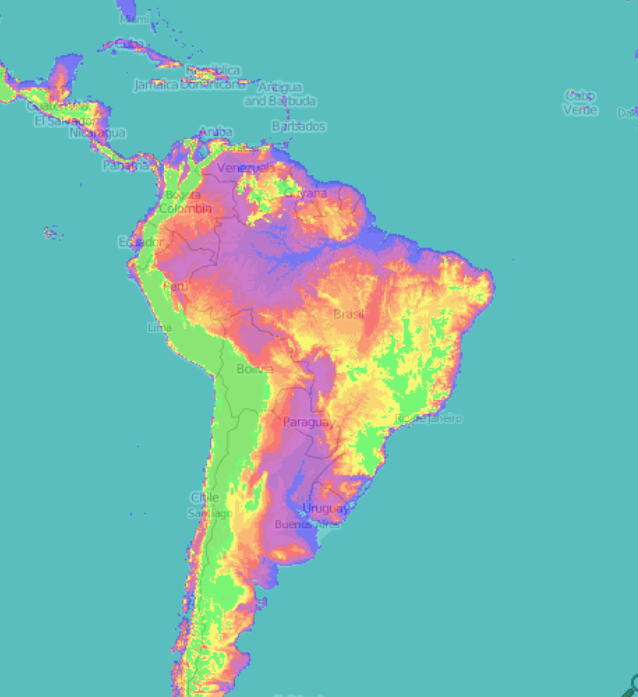 Miami
Cuba
República
Dominicana
Jamaica
Antigua
and Barbuda
Cabo
Verde
Guatemala
El Salvador
Nicaragua
Aruba
Barbados
Panamá
Venezuela
Guyana
Bogotá
Colombia
Ecuador
Perú
Brasil
Lima
Bolivia
Paraguay
Rio de Janeiro
Chile
Santiago
Uruguay
Buenos Aires